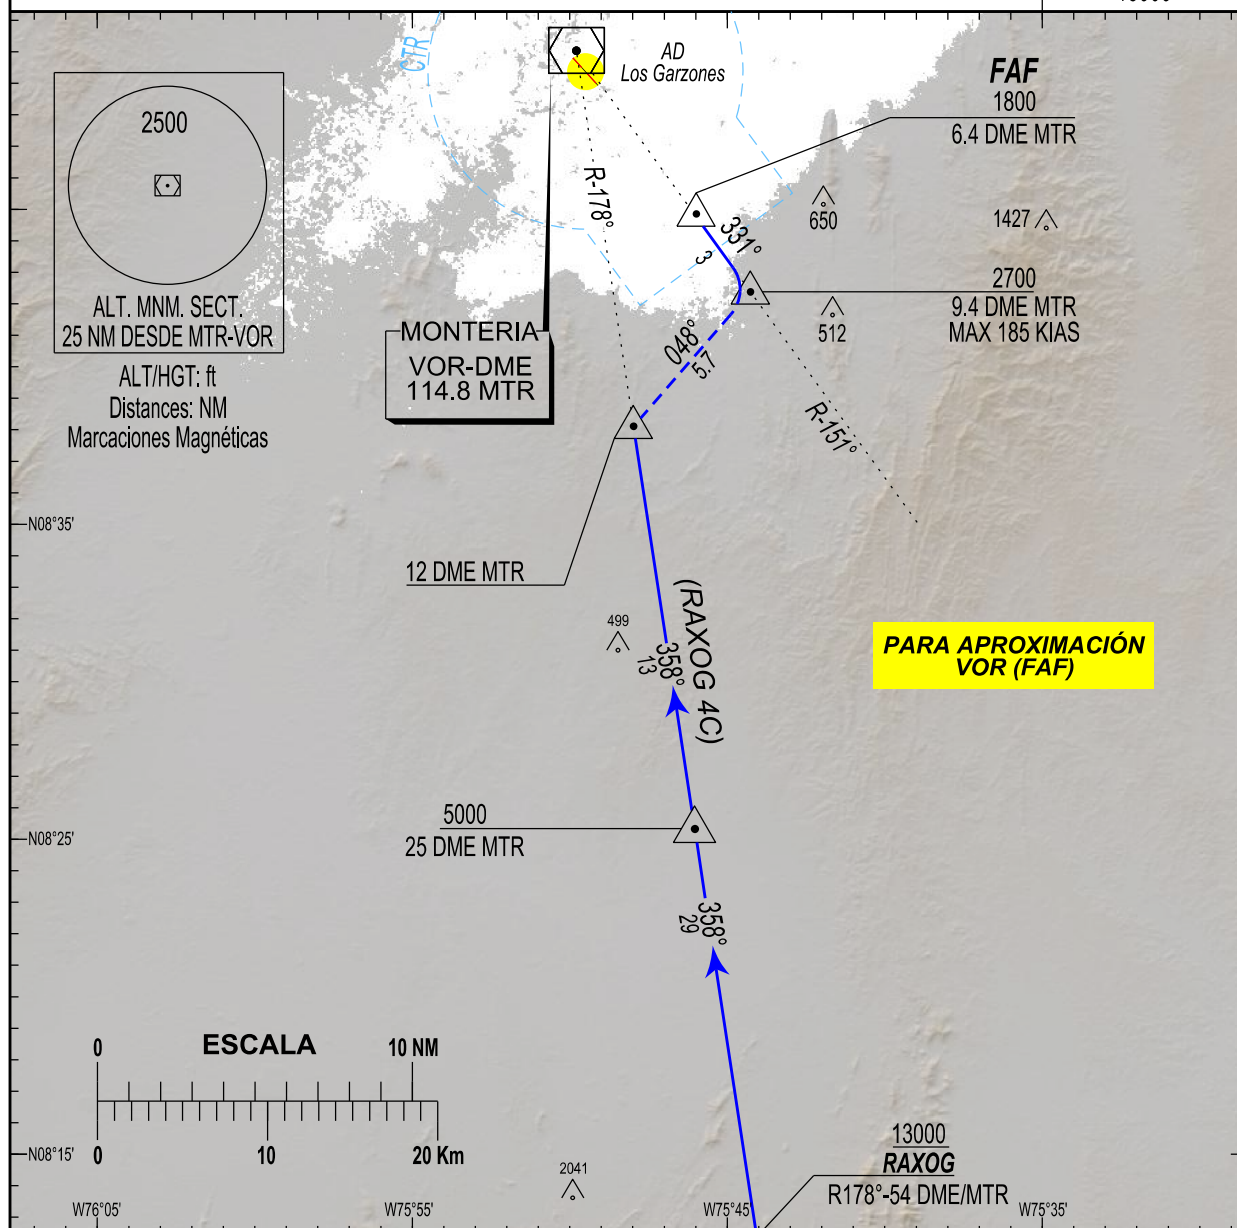 CTR
AD
Los Garzones
FAF
1800
6.4 DME MTR
2500
ALT. MNM. SECT.
25 NM DESDE MTR-VOR
ALT/HGT: ft
Distances: NM
Marcaciones Magnéticas
R-178°
331°
3
650
1427
2700
9.4 DME MTR
MAX 185 KIAS
512
MONTERIA
VOR-DME
114.8 MTR
048°
5.7
R-151°
N08°35'
12 DME MTR
(RAXOG 4C)
499
358°
13
PARA APROXIMACIÓN
VOR (FAF)
5000
25 DME MTR
N08°25'
358°
29
ESCALA
0
10 NM
0
10
20 Km
N08°15'
13000
RAXOG
R178°-54 DME/MTR
2041
W76°05'
W75°55'
W75°45'
W75°35'